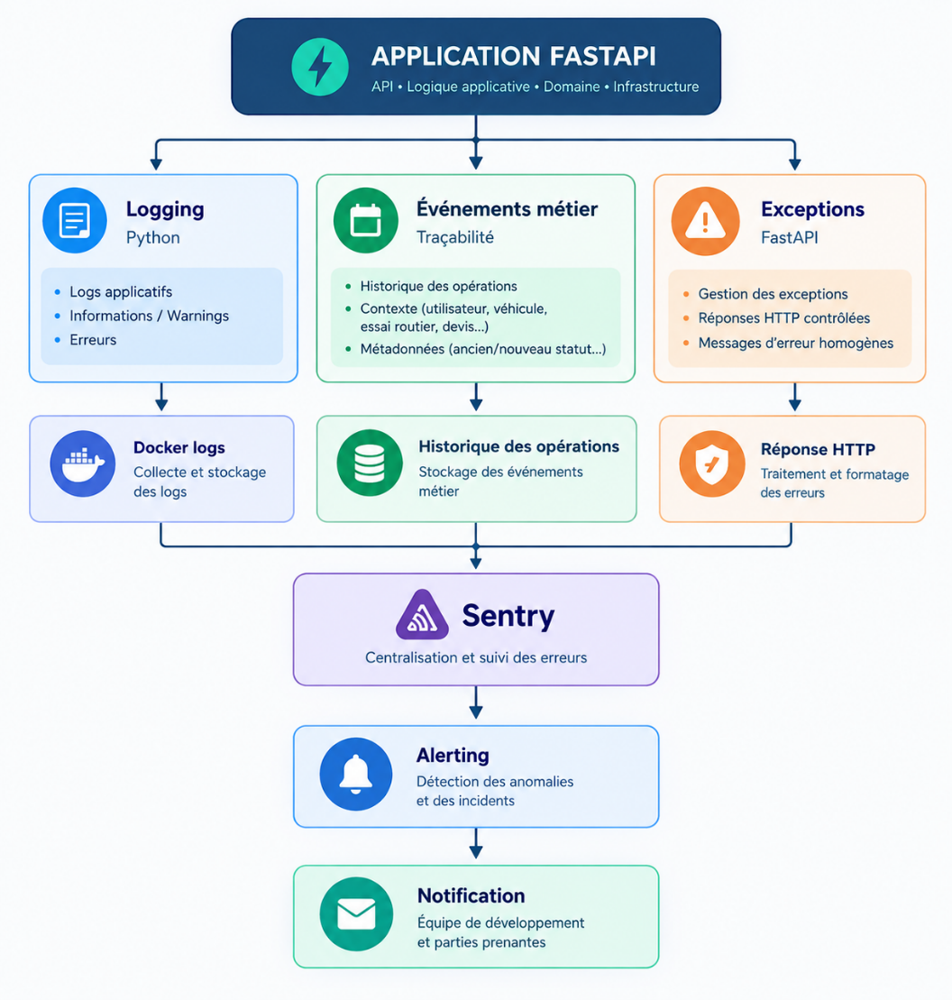 APPLICATION FASTAPI
API • Logique applicative • Domaine • Infrastructure
Logging
Python
• Logs applicatifs
• Informations / Warnings
• Erreurs
Événements métier
Traçabilité
• Historique des opérations
• Contexte (utilisateur, véhicule,
essai routier, devis...)
• Métadonnées (ancien/nouveau statut...)
Exceptions
FastAPI
• Gestion des exceptions
• Réponses HTTP contrôlées
• Messages d'erreur homogènes
Docker logs
Collecte et stockage
des logs
Historique des opérations
Stockage des événements
métier
Réponse HTTP
Traitement et formatage
des erreurs
Sentry
Centralisation et suivi des erreurs
Alerting
Détection des anomalies
et des incidents
Notification
Équipe de développement
et parties prenantes